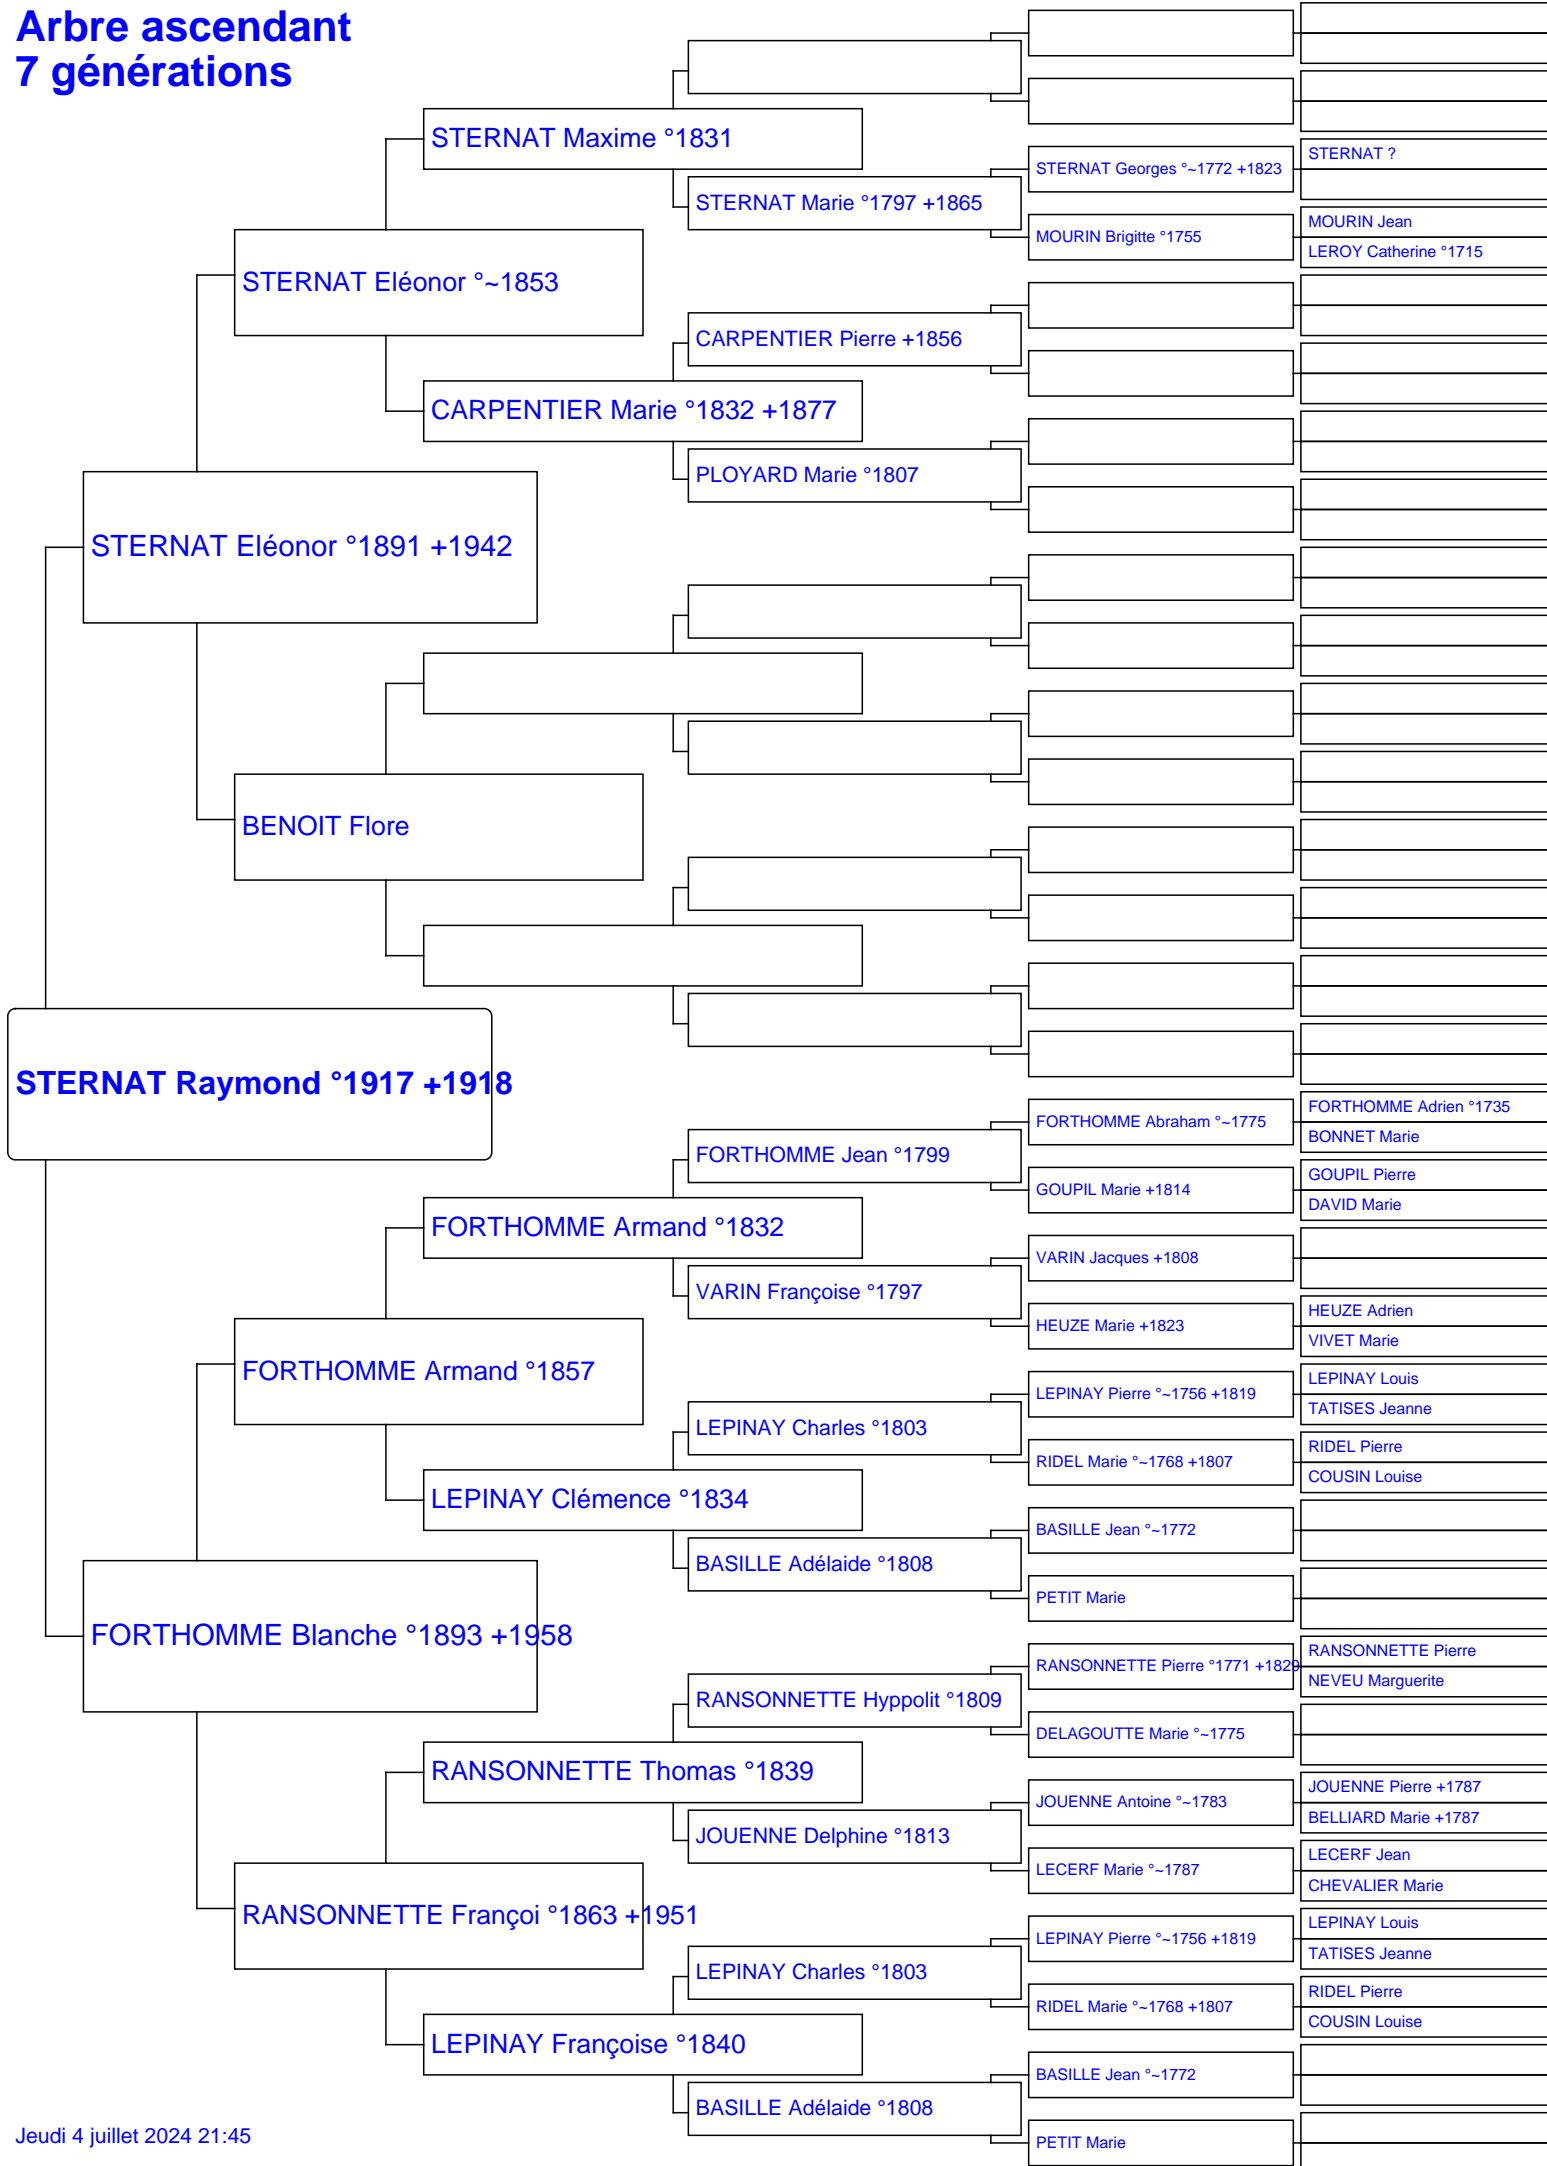 Arbre ascendant
7 générations
STERNAT Maxime °1831
STERNAT ?
STERNAT Georges °~1772 +1823
STERNAT Marie °1797 +1865
MOURIN Jean
MOURIN Brigitte °1755
LEROY Catherine °1715
STERNAT Eléonor °~1853
CARPENTIER Pierre +1856
CARPENTIER Marie °1832 +1877
PLOYARD Marie °1807
STERNAT Eléonor °1891 +1942
BENOIT Flore
STERNAT Raymond °1917 +1918
FORTHOMME Adrien °1735
FORTHOMME Abraham °~1775
BONNET Marie
FORTHOMME Jean °1799
GOUPIL Pierre
GOUPIL Marie +1814
DAVID Marie
FORTHOMME Armand °1832
VARIN Jacques +1808
VARIN Françoise °1797
HEUZE Adrien
HEUZE Marie +1823
VIVET Marie
FORTHOMME Armand °1857
LEPINAY Louis
LEPINAY Pierre °~1756 +1819
TATISES Jeanne
LEPINAY Charles °1803
RIDEL Pierre
RIDEL Marie °~1768 +1807
COUSIN Louise
LEPINAY Clémence °1834
BASILLE Jean °~1772
BASILLE Adélaide °1808
PETIT Marie
FORTHOMME Blanche °1893 +1958
RANSONNETTE Pierre
RANSONNETTE Pierre °1771 +1829
NEVEU Marguerite
RANSONNETTE Hyppolit °1809
DELAGOUTTE Marie °~1775
RANSONNETTE Thomas °1839
JOUENNE Pierre +1787
JOUENNE Antoine °~1783
BELLIARD Marie +1787
JOUENNE Delphine °1813
LECERF Jean
LECERF Marie °~1787
CHEVALIER Marie
RANSONNETTE Françoi °1863 +1951
LEPINAY Louis
LEPINAY Pierre °~1756 +1819
TATISES Jeanne
LEPINAY Charles °1803
RIDEL Pierre
RIDEL Marie °~1768 +1807
COUSIN Louise
LEPINAY Françoise °1840
BASILLE Jean °~1772
BASILLE Adélaide °1808
PETIT Marie
Jeudi 4 juillet 2024 21:45